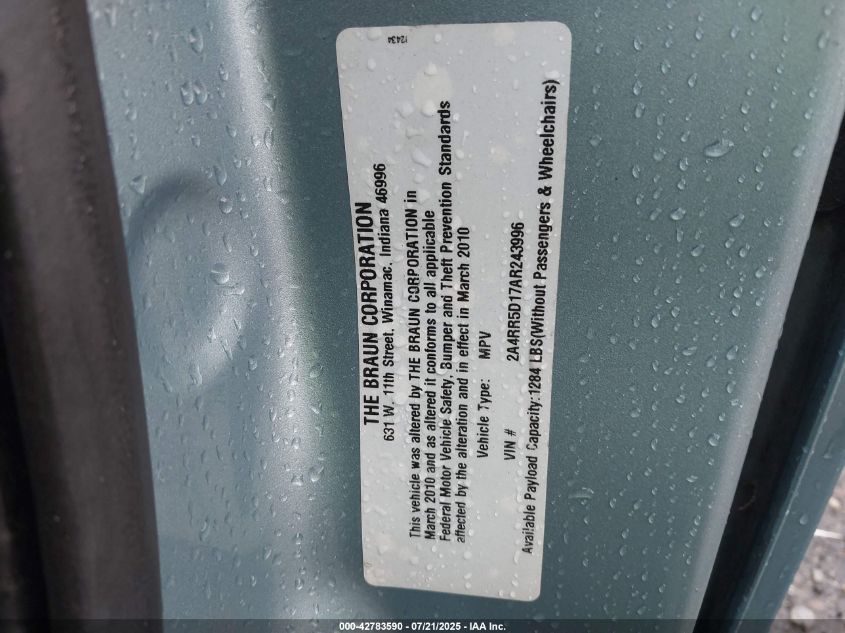 12434
THE BRAUN CORPORATION
631 W. 11th Street, Winamac, Indiana 46996
This vehicle was altered by THE BRAUN CORPORATION in
March 2010 and as altered it conforms to all applicable
Federal Motor Vehicle Safety, Bumper and Theft Prevention Standards
affected by the alteration and in effect in March 2010
Vehicle Type: MPV
VIN # 2A4RR5D17AR243996
Available Payload Capacity:1284 LBS(Without Passengers & Wheelchairs)
000-42783590 - 07/21/2025 - IAA Inc.